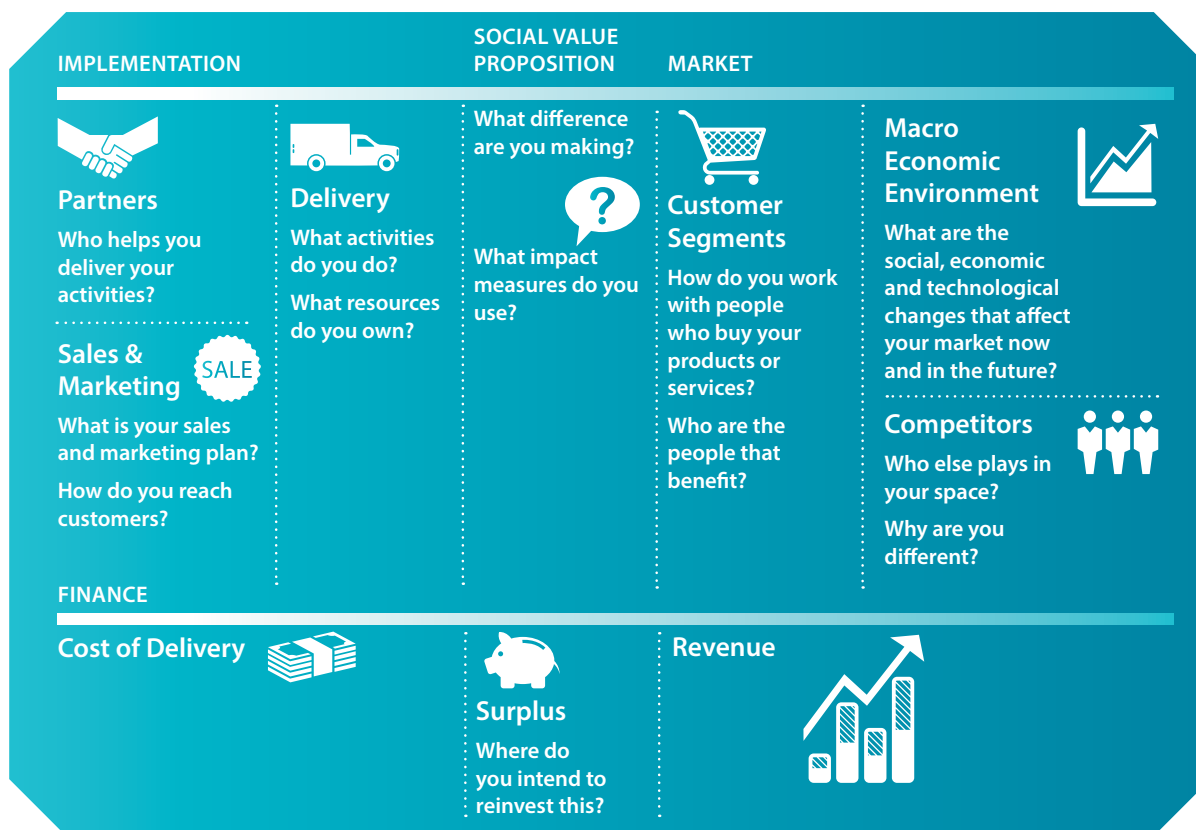 IMPLEMENTATION
SOCIAL VALUE
PROPOSITION
MARKET
Partners
Who helps you
deliver your
activities?
Sales &
Marketing
SALE
What is your sales
and marketing plan?
How do you reach
customers?
Delivery
What activities
do you do?
What resources
do you own?
What difference
are you making?
?
What impact
measures do you
use?
Customer
Segments
How do you work
with people
who buy your
products or
services?
Who are the
people that
benefit?
Macro
Economic
Environment
What are the
social, economic
and technological
changes that affect
your market now
and in the future?
Competitors
Who else plays in
your space?
Why are you
different?
FINANCE
Cost of Delivery
Surplus
Where do
you intend to
reinvest this?
Revenue